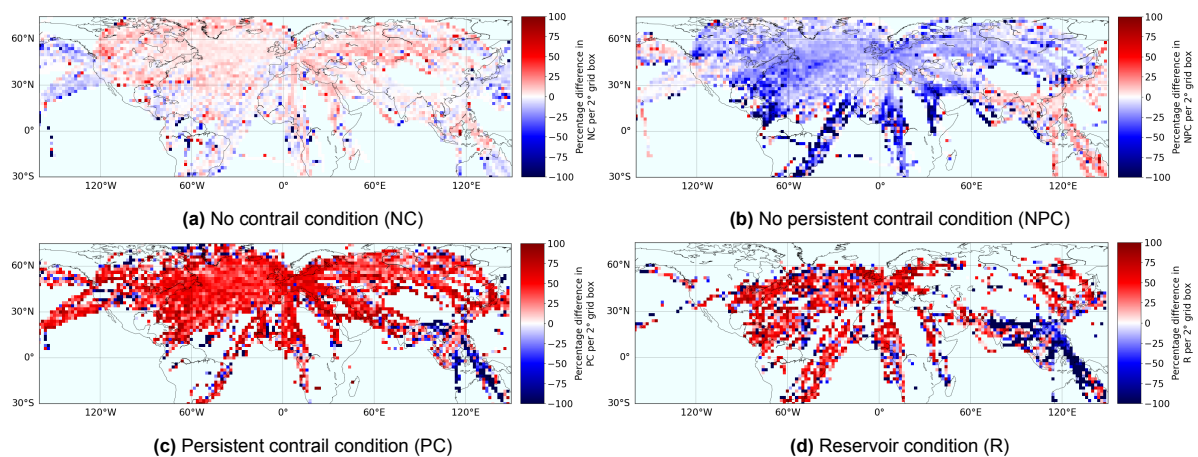 75°N
60°N
30°N
0°
30°S
120°W
60°W
0°
60°E
120°E
100
75
50
25
0
−25
−50
−75
−100
Percentage difference in
NC per 2° grid box
(a) No contrail condition (NC)
75°N
60°N
30°N
0°
30°S
120°W
60°W
0°
60°E
120°E
100
75
50
25
0
−25
−50
−75
−100
Percentage difference in
NPC per 2° grid box
(b) No persistent contrail condition (NPC)
60°N
30°N
0°
30°S
120°W
60°W
0°
60°E
120°E
100
75
50
25
0
−25
−50
−75
−100
Percentage difference in
PC per 2° grid box
(c) Persistent contrail condition (PC)
60°N
30°N
0°
30°S
120°W
60°W
0°
60°E
120°E
100
75
50
25
0
−25
−50
−75
−100
Percentage difference in
R per 2° grid box
(d) Reservoir condition (R)